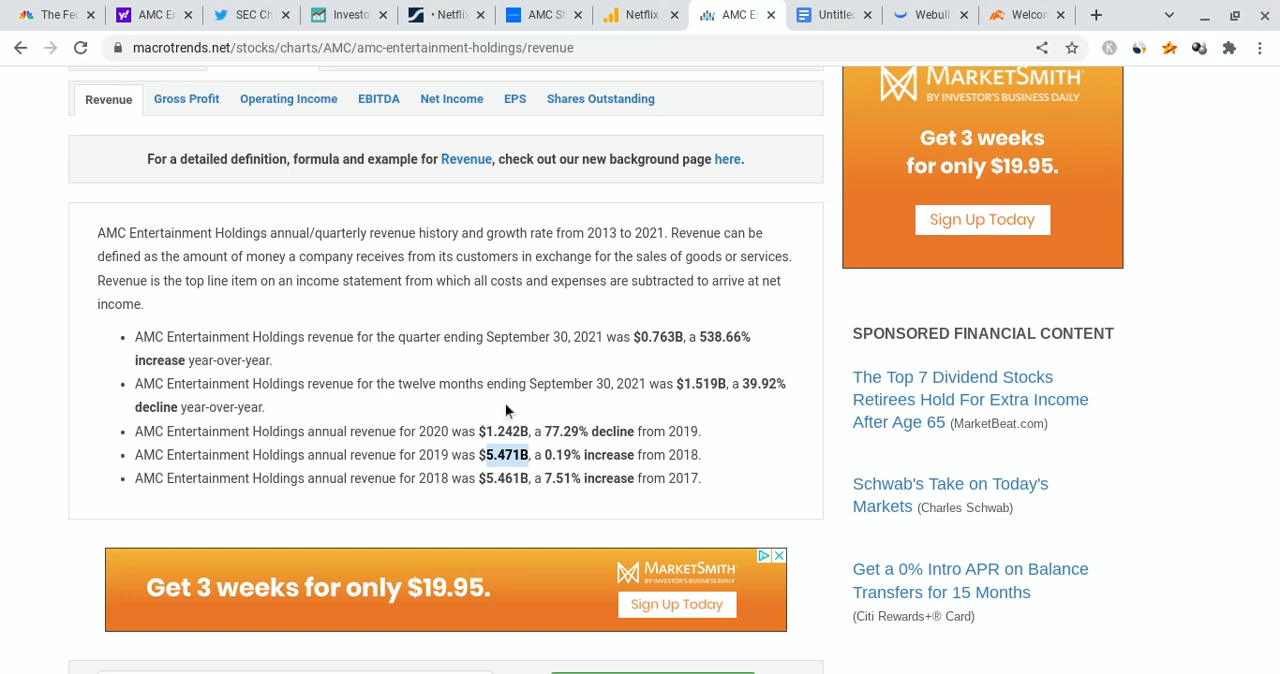 The Fec
AMC En
SEC Ch
Investo
• Netfli
AMC St
Netflix
AMC E
Untitled
Webull
Welcon
macrotrends.net/stocks/charts/AMC/amc-entertainment-holdings/revenue
Revenue Gross Profit Operating Income EBITDA Net Income EPS Shares Outstanding
For a detailed definition, formula and example for Revenue, check out our new background page here.
AMC Entertainment Holdings annual/quarterly revenue history and growth rate from 2013 to 2021. Revenue can be
defined as the amount of money a company receives from its customers in exchange for the sales of goods or services.
Revenue is the top line item on an income statement from which all costs and expenses are subtracted to arrive at net
income.
• AMC Entertainment Holdings revenue for the quarter ending September 30, 2021 was $0.763B, a 538.66%
increase year-over-year.
• AMC Entertainment Holdings revenue for the twelve months ending September 30, 2021 was $1.519B, a 39.92%
decline year-over-year.
• AMC Entertainment Holdings annual revenue for 2020 was $1.242B, a 77.29% decline from 2019.
• AMC Entertainment Holdings annual revenue for 2019 was $5.471B, a 0.19% increase from 2018.
• AMC Entertainment Holdings annual revenue for 2018 was $5.461B, a 7.51% increase from 2017.
Get 3 weeks for only $19.95.
MARKETSMITH
BY INVESTOR'S BUSINESS DAILY
Sign Up Today
MARKETSMITH
BY INVESTOR'S BUSINESS DAILY
Get 3 weeks
for only $19.95.
Sign Up Today
SPONSORED FINANCIAL CONTENT
The Top 7 Dividend Stocks
Retirees Hold For Extra Income
After Age 65 (MarketBeat.com)
Schwab's Take on Today's
Markets (Charles Schwab)
Get a 0% Intro APR on Balance
Transfers for 15 Months
(Citi Rewards+® Card)